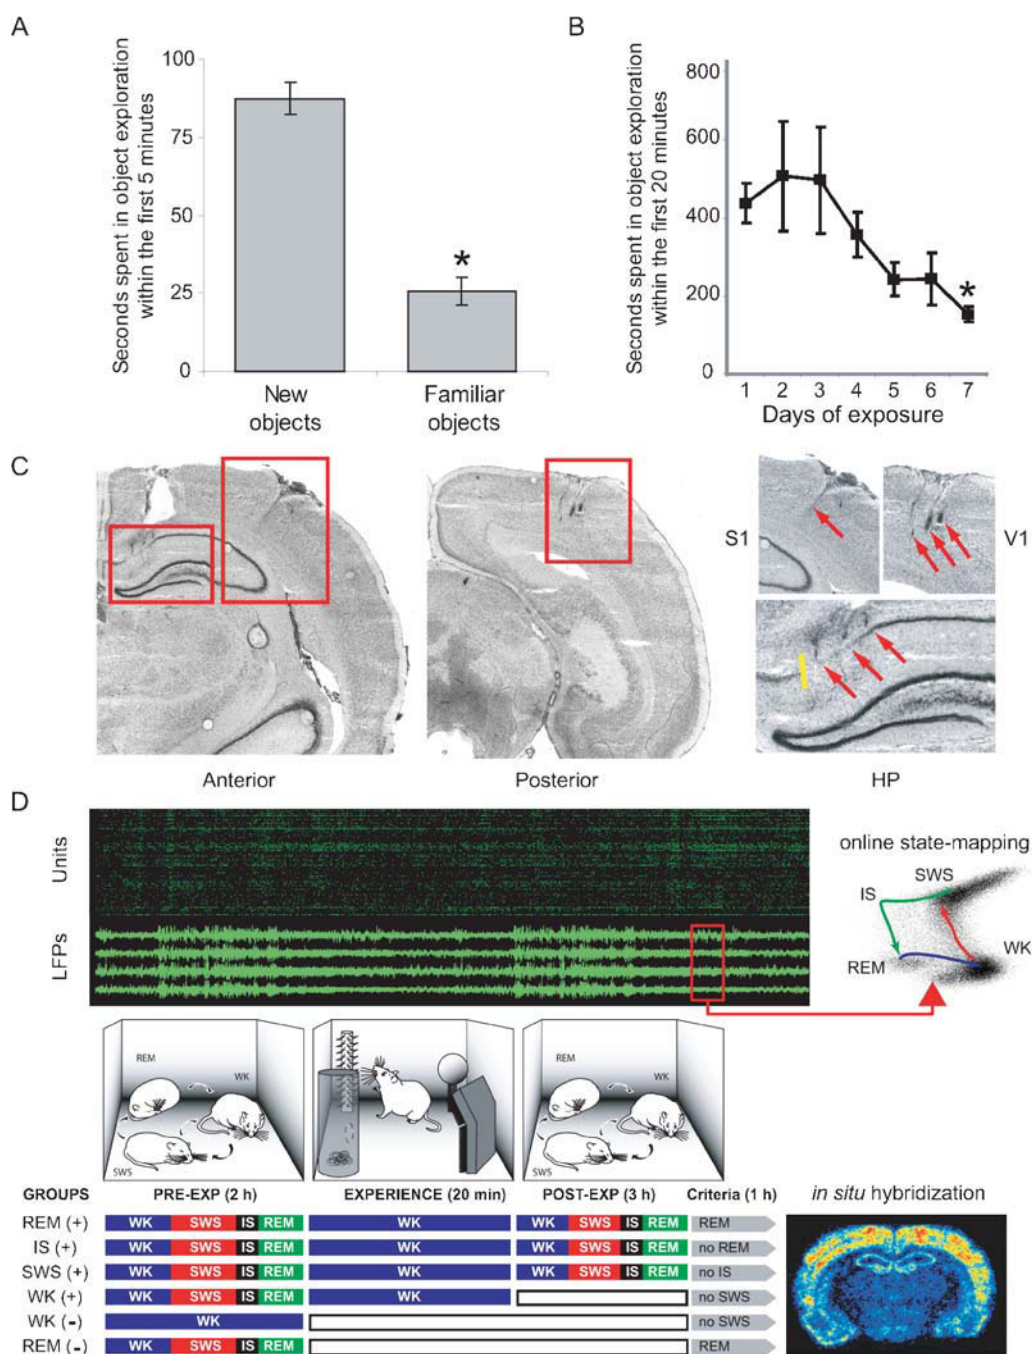 A
Seconds spent in object exploration
within the first 5 minutes
100
75
50
25
0
*
New
objects
Familiar
objects
B
Seconds spent in object exploration
within the first 20 minutes
800
600
400
200
0
*
1 2 3 4 5 6 7
Days of exposure
C
S1
V1
Anterior
Posterior
HP
D
Units
LFPs
online state-mapping
SWS
IS
WK
REM
REM
WK
SWS
REM
WK
SWS
GROUPS PRE-EXP (2 h) EXPERIENCE (20 min) POST-EXP (3 h) Criteria (1 h)
REM (+) WK SWS IS REM WK WK SWS IS REM REM
IS (+) WK SWS IS REM WK WK SWS IS REM no REM
SWS (+) WK SWS IS REM WK WK SWS IS REM no IS
WK (+) WK SWS IS REM WK no SWS
WK (-) WK no SWS
REM (-) WK SWS IS REM REM
in situ hybridization